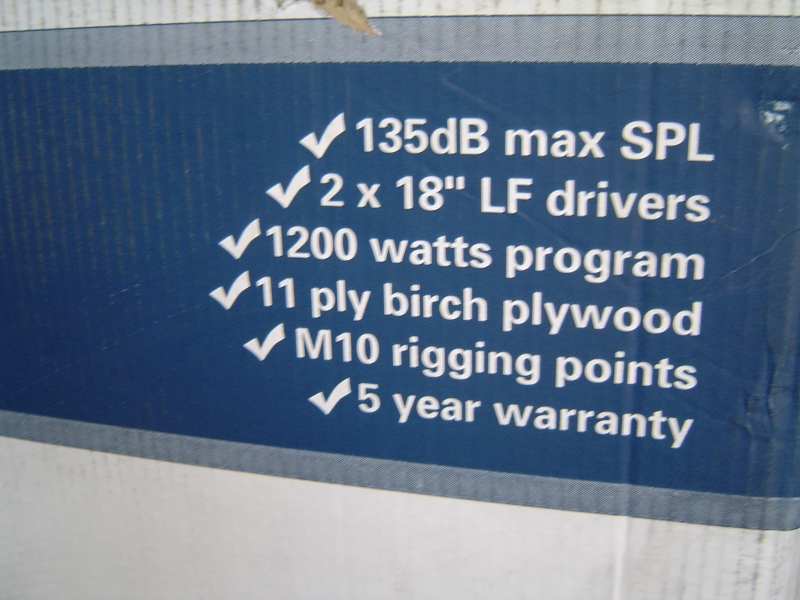 ✓ 135dB max SPL
✓ 2 x 18" LF drivers
✓ 1200 watts program
✓ 11 ply birch plywood
✓ M10 rigging points
✓ 5 year warranty